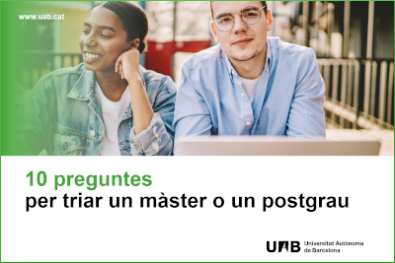 www.uab.cat
10 preguntes
per triar un màster o un postgrau
UAB Universitat Autònoma
de Barcelona